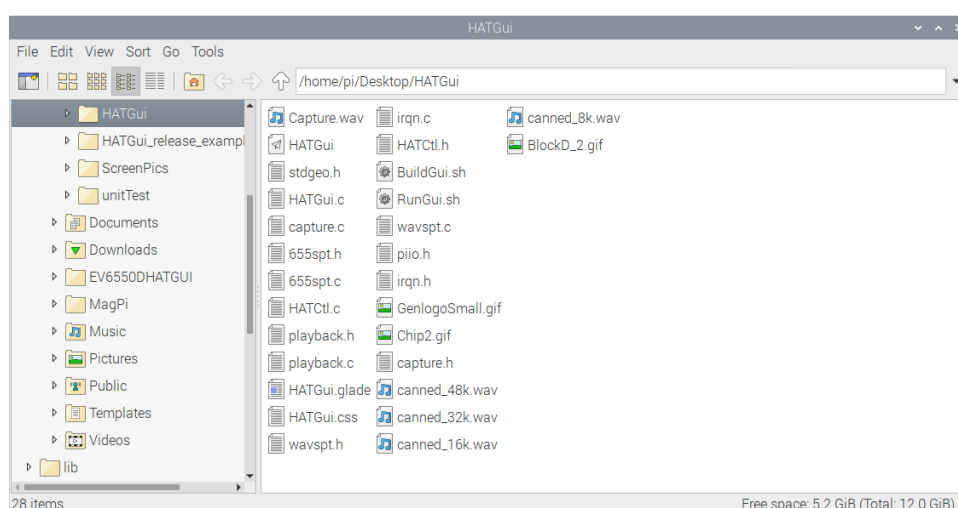 HATGui
File Edit View Sort Go Tools
/home/pi/Desktop/HATGui
HATGui
HATGui_release_exampl
ScreenPics
unitTest
Documents
Downloads
EV6550DHATGUI
MagPi
Music
Pictures
Public
Templates
Videos
lib
Capture.wav
HATGui
stdgeo.h
HATGui.c
capture.c
655spt.h
655spt.c
HATCtl.c
playback.h
playback.c
HATGui.glade
HATGui.css
wavspt.h
irqn.c
HATCtl.h
BuildGui.sh
RunGui.sh
wavspt.c
piio.h
irqn.h
GenlogoSmall.gif
Chip2.gif
capture.h
canned_48k.wav
canned_32k.wav
canned_16k.wav
canned_8k.wav
BlockD_2.gif
28 items
Free space: 5.2 GiB (Total: 12.0 GiB)